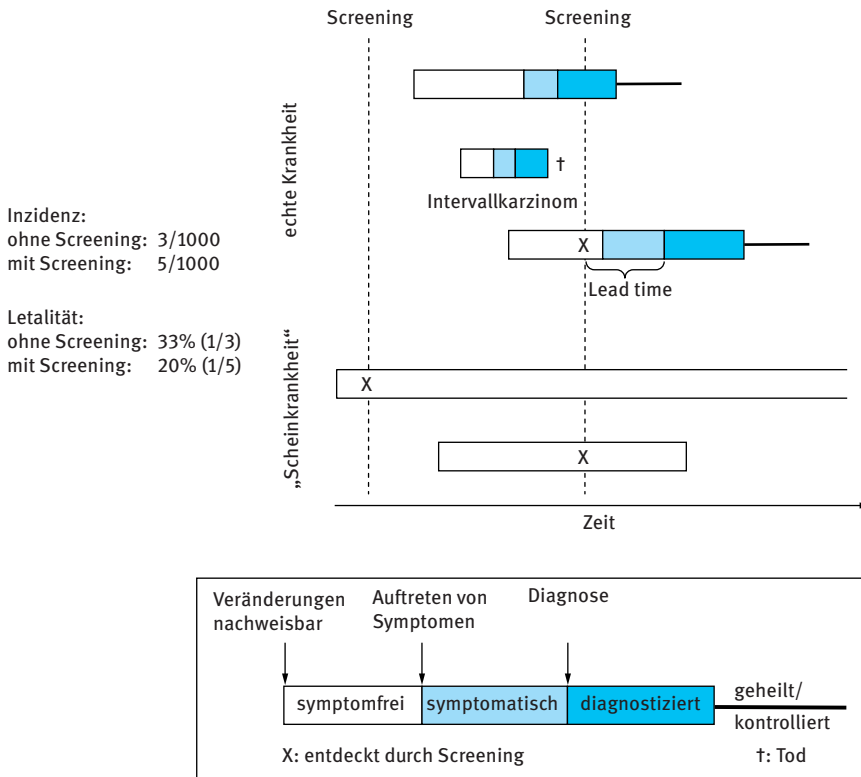 Screening Screening
echte Krankheit
†
Intervallkarzinom
Inzidenz:
ohne Screening: 3/1000
mit Screening: 5/1000
X
Lead time
Letalität:
ohne Screening: 33% (1/3)
mit Screening: 20% (1/5)
„Scheinkrankheit“
X
X
Zeit
Veränderungen nachweisbar
Auftreten von Symptomen
Diagnose
symptomfrei symptomatisch diagnostiziert geheilt/
kontrolliert
X: entdeckt durch Screening †: Tod